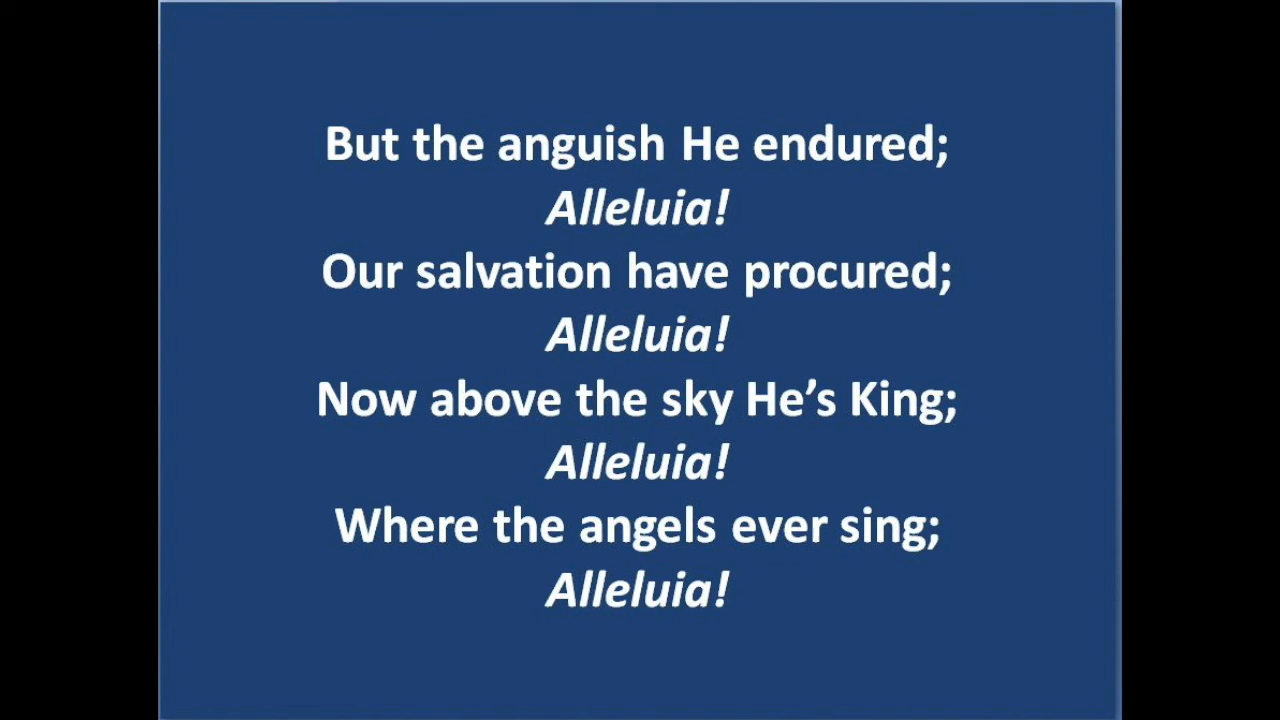 But the anguish He endured;
Alleluia!
Our salvation have procured;
Alleluia!
Now above the sky He’s King;
Alleluia!
Where the angels ever sing;
Alleluia!